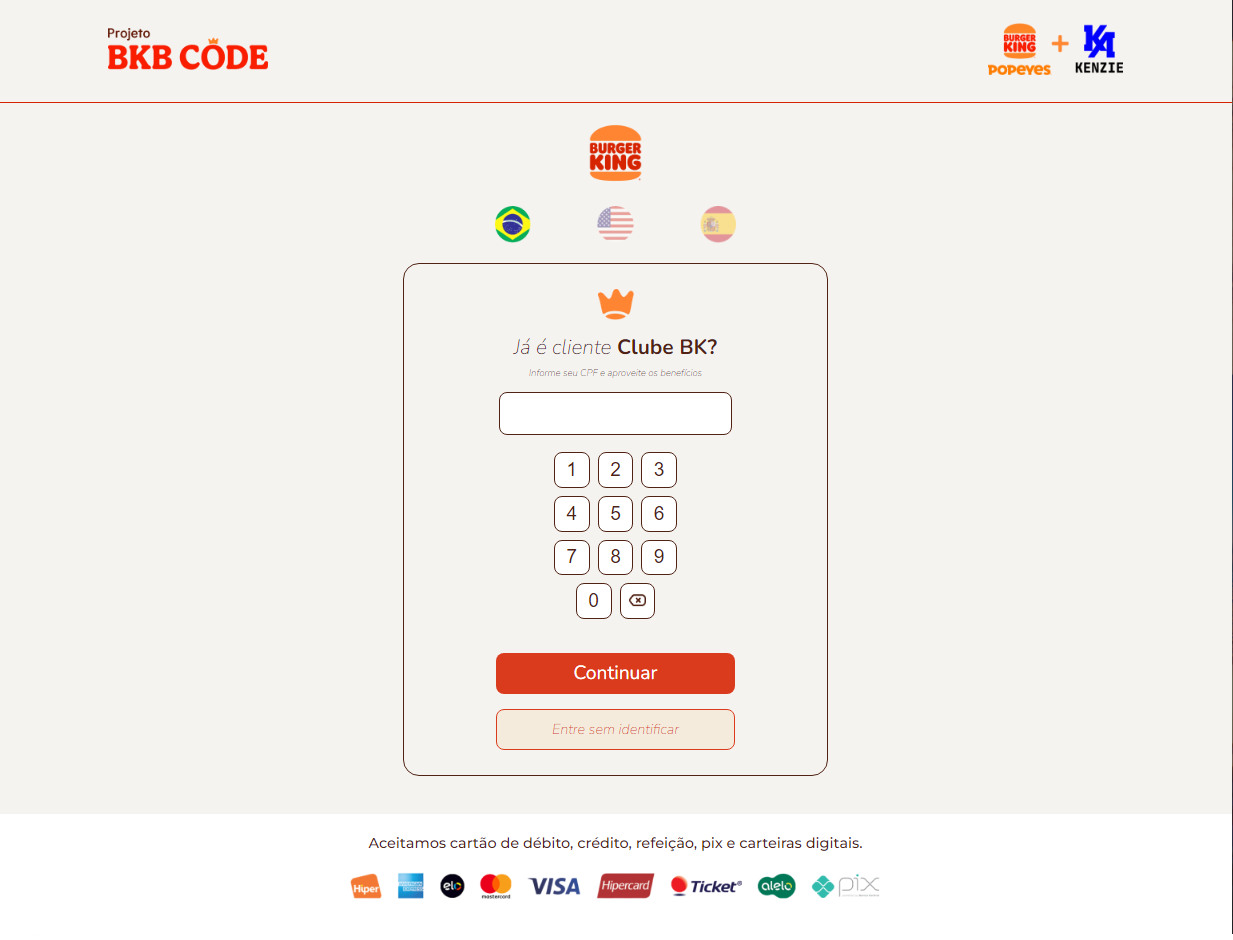 Projeto
BKB CODE
BURGER
KING
POPEYES
+
KA
KENZIE
BURGER
KING
Já é cliente Clube BK?
Informe seu CPF e aproveite os benefícios
1 2 3
4 5 6
7 8 9
0
Continuar
Entre sem identificar
Aceitamos cartão de débito, crédito, refeição, pix e carteiras digitais.
Hiper
elo
mastercard
VISA
Hipercard
Ticket®
alelo
pix